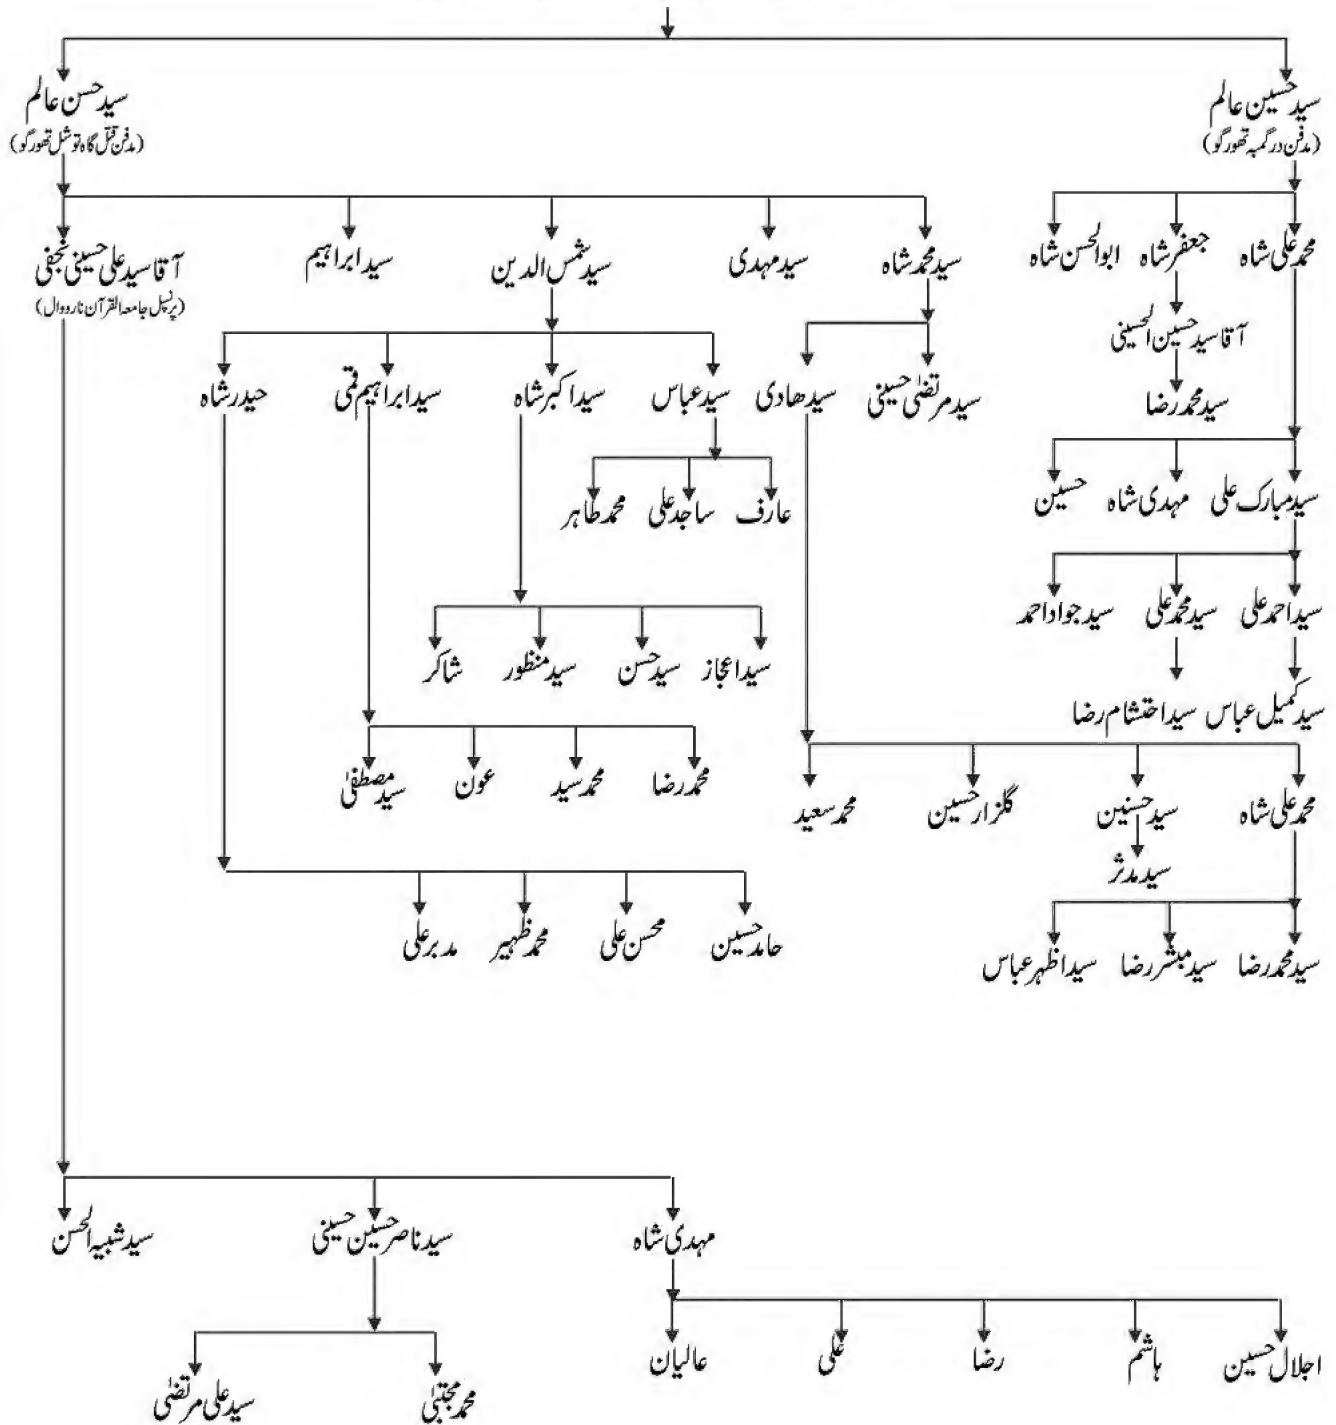 سید حسین عالم سید حسن عالم
(مدفن در گمبہ تھورگو) (مدفن قتل گاہ توشل تھورگو)
محمد علی شاہ جعفر شاہ ابوالحسن شاہ سید محمد شاہ سید مہدی سید شمس الدین سید ابراہیم آقا سید علی حسینی نجفی
(پرنسپل جامعہ القرآن نارووال)
آقا سید حسین الحسینی
سید محمد رضا سید مرتضیٰ حسینی سید ھادی سید عباس سید اکبر شاہ سید ابراہیم قمی حیدر شاہ
سید مبارک علی مہدی شاہ حسین عارف ساجد علی محمد طاہر
سید احمد علی سید محمد علی سید جواد احمد
سید اعجاز سید حسن سید منظور شاکر
سید کمیل عباس سید احتشام رضا
محمد رضا محمد سید عون سید مصطفیٰ
محمد علی شاہ سید حسنین گلزار حسین محمد سعید
سید مدثر
حامد حسین محسن علی محمد ظہیر مدبر علی
سید محمد رضا سید مبشر رضا سید اظہر عباس
مہدی شاہ سید ناصر حسین حسینی سید شبیہ الحسن
اجلال حسین ہاشم رضا علی عالیان
محمد مجتبیٰ سید علی مرتضیٰ